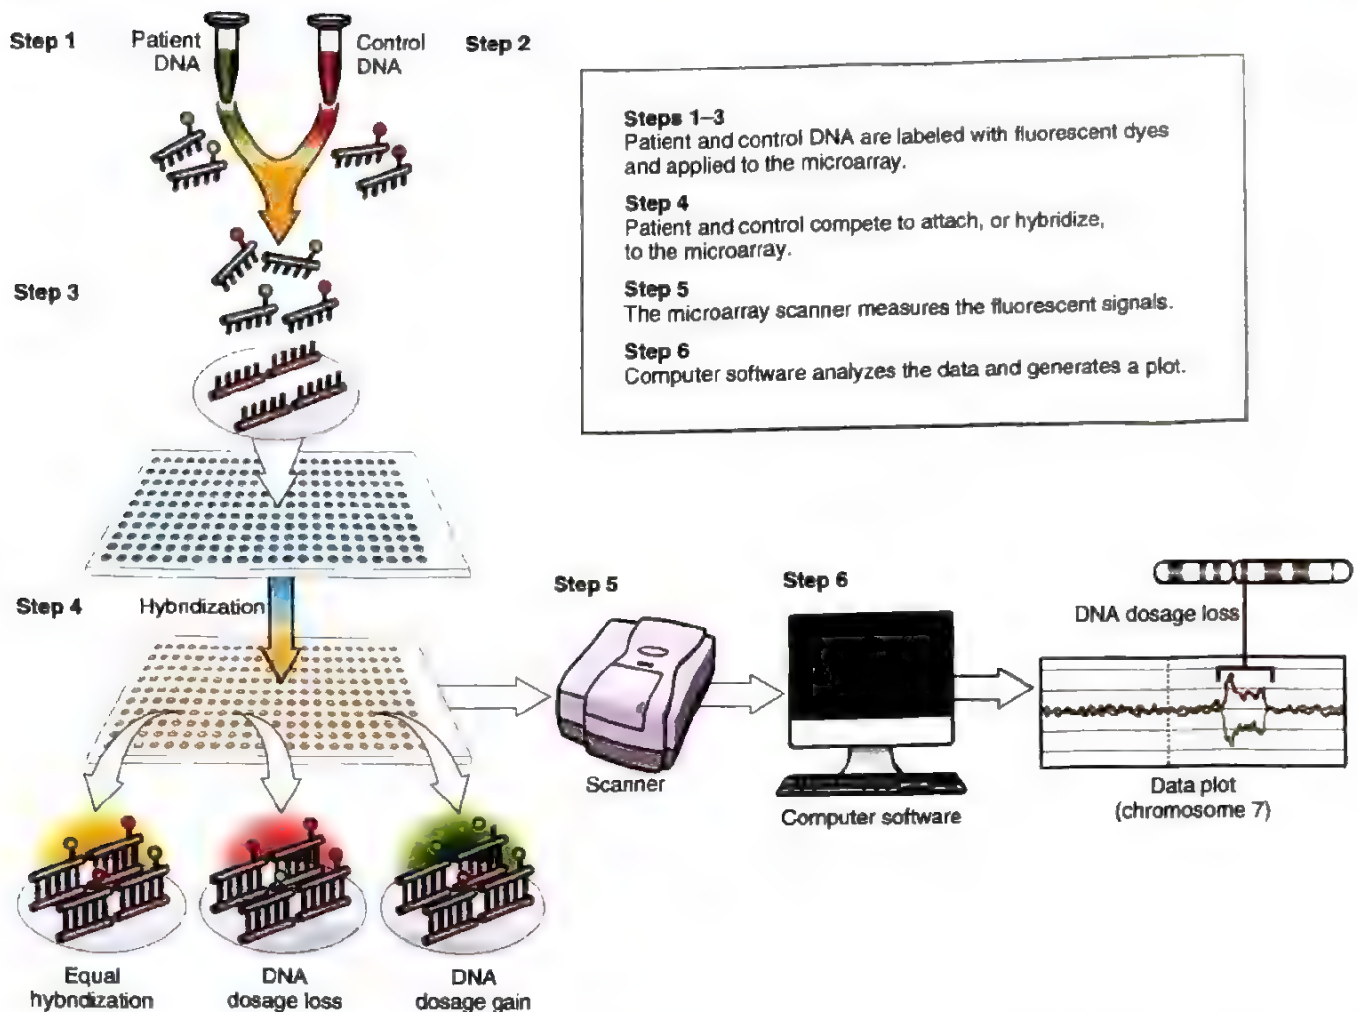 Step 1
Patient
DNA
Control
DNA
Step 2
Steps 1–3
Patient and control DNA are labeled with fluorescent dyes
and applied to the microarray.
Step 4
Patient and control compete to attach, or hybridize,
to the microarray.
Step 5
The microarray scanner measures the fluorescent signals.
Step 6
Computer software analyzes the data and generates a plot.
Step 3
Step 4
Hybridization
Step 5
Scanner
Step 6
Computer software
DNA dosage loss
Data plot
(chromosome 7)
Equal
hybridization
DNA
dosage loss
DNA
dosage gain